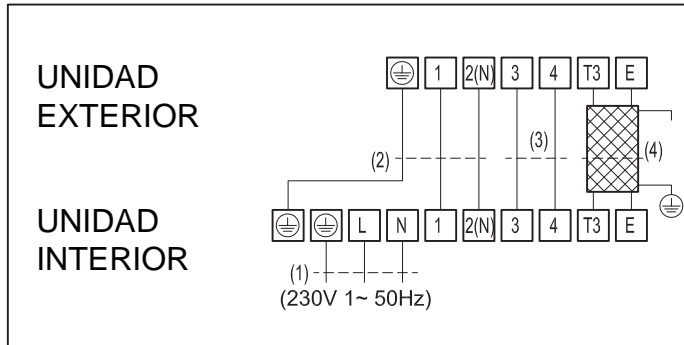 UNIDAD
EXTERIOR
1 2(N) 3 4 T3 E
(2)
(3)
(4)
UNIDAD
INTERIOR
L N 1 2(N) 3 4 T3 E
(1)
(230V 1~ 50Hz)